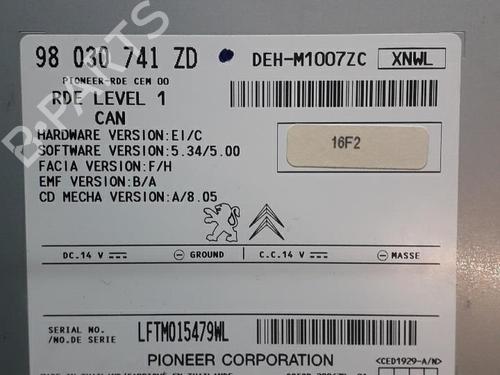 98 030 741 ZD DEH-M1007ZC XNWL
PIONEER-RDE CEM 00
RDE LEVEL 1
CAN
HARDWARE VERSION:EI/C
SOFTWARE VERSION:5.34/5.00
FACIA VERSION:F/H
EMF VERSION:B/A
CD MECHA VERSION:A/8.05
16F2
DC.14 V GROUND C.C.14 V MASSE
SERIAL NO.
/NO.DE SERIE LFTM015479WL
PIONEER CORPORATION <CED1929-A/N>
B-PARTS